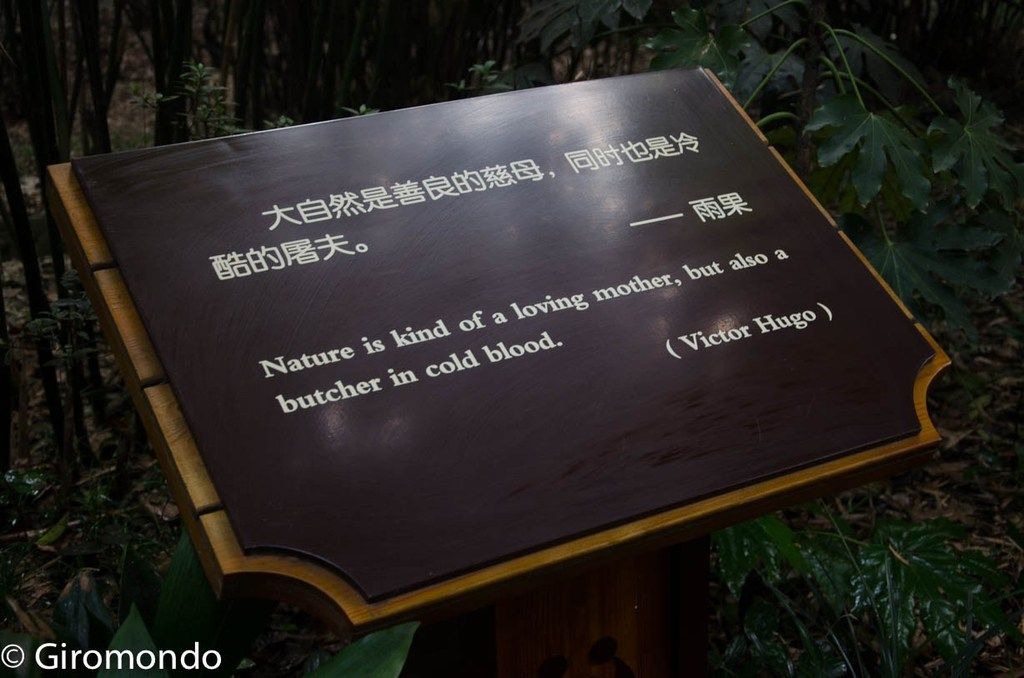 大自然是善良的慈母，同时也是冷
酷的屠夫。
—— 雨果
Nature is kind of a loving mother, but also a
butcher in cold blood.
( Victor Hugo )
© Giromondo